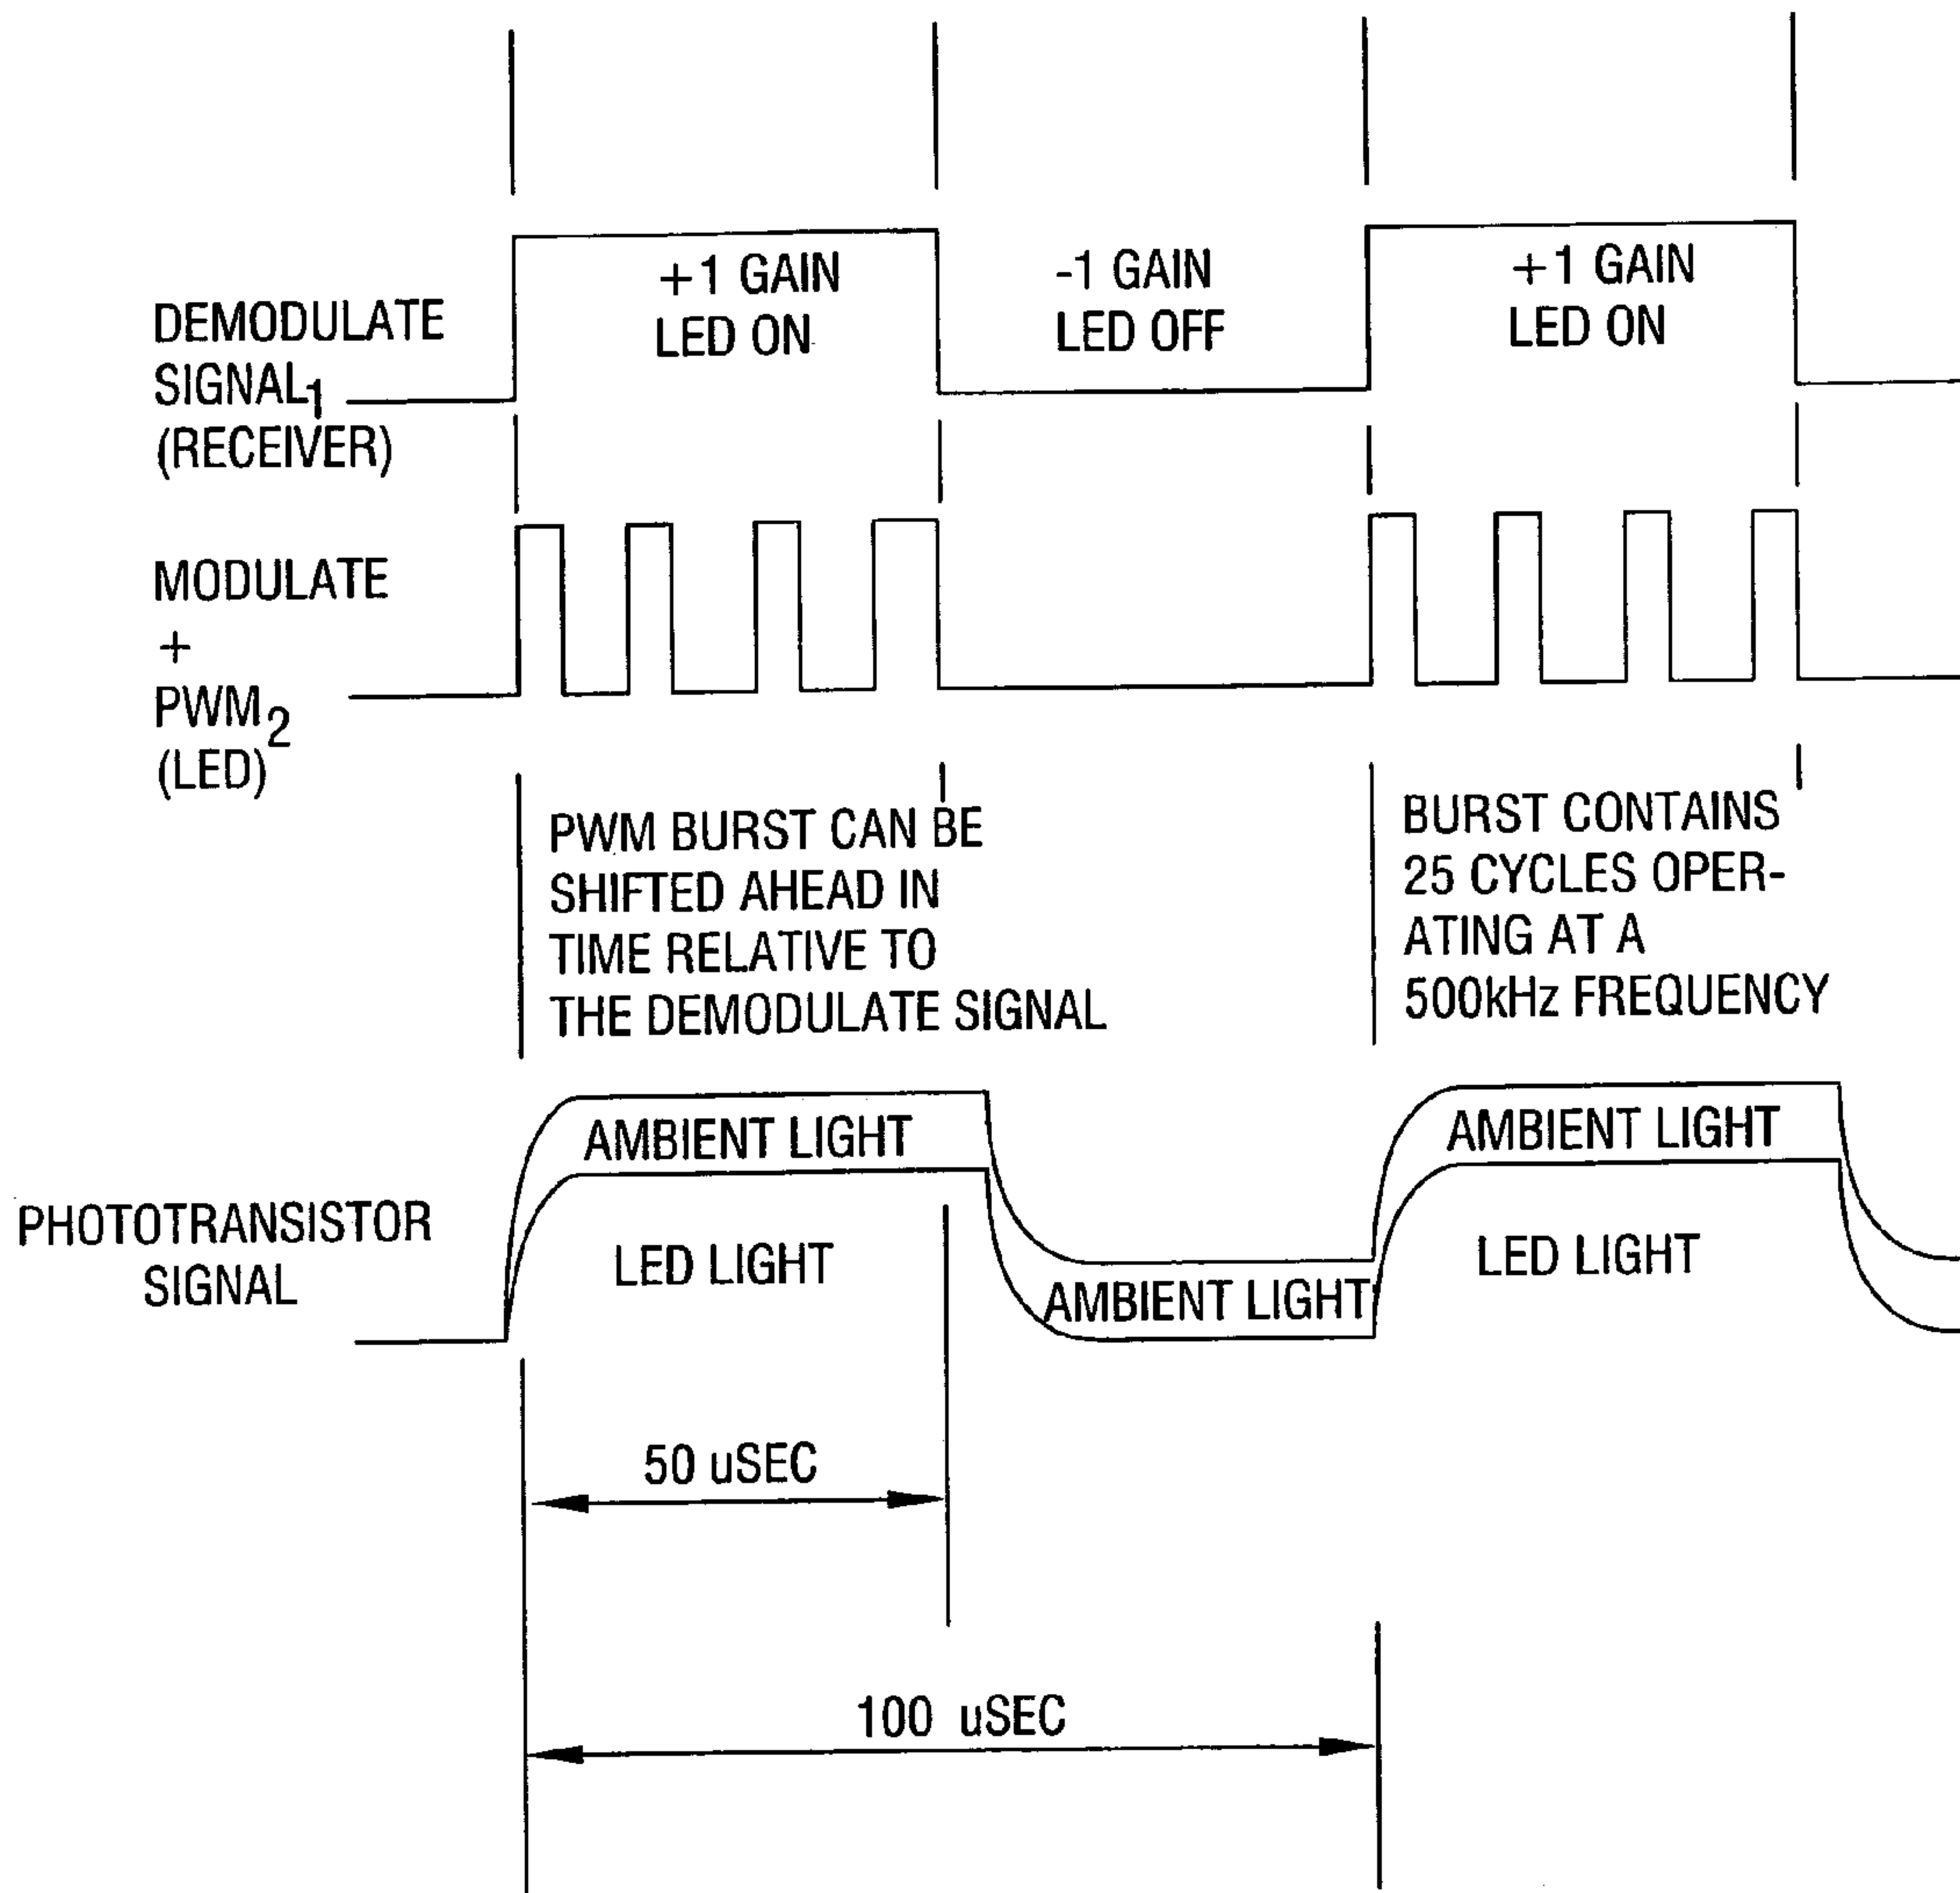 +1 GAIN
LED ON
-1 GAIN
LED OFF
+1 GAIN
LED ON
DEMODULATE
SIGNAL1
(RECEIVER)
MODULATE
+
PWM2
(LED)
PWM BURST CAN BE
SHIFTED AHEAD IN
TIME RELATIVE TO
THE DEMODULATE SIGNAL
BURST CONTAINS
25 CYCLES OPER-
ATING AT A
500kHz FREQUENCY
AMBIENT LIGHT
LED LIGHT
AMBIENT LIGHT
AMBIENT LIGHT
LED LIGHT
PHOTOTRANSISTOR
SIGNAL
50 uSEC
100 uSEC